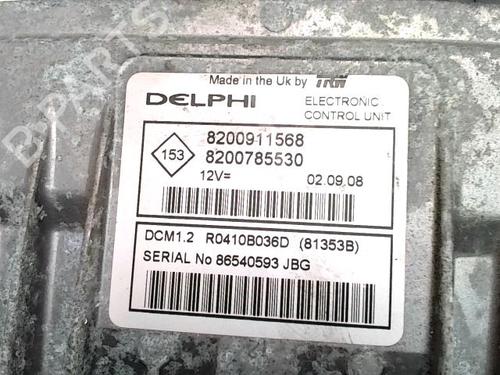 Made in the Uk by TRW
DELPHI
ELECTRONIC
CONTROL UNIT
153
8200911568
8200785530
12V=
02.09.08
DCM1.2 R0410B036D (81353B)
SERIAL No 86540593 JBG
B-PARTS